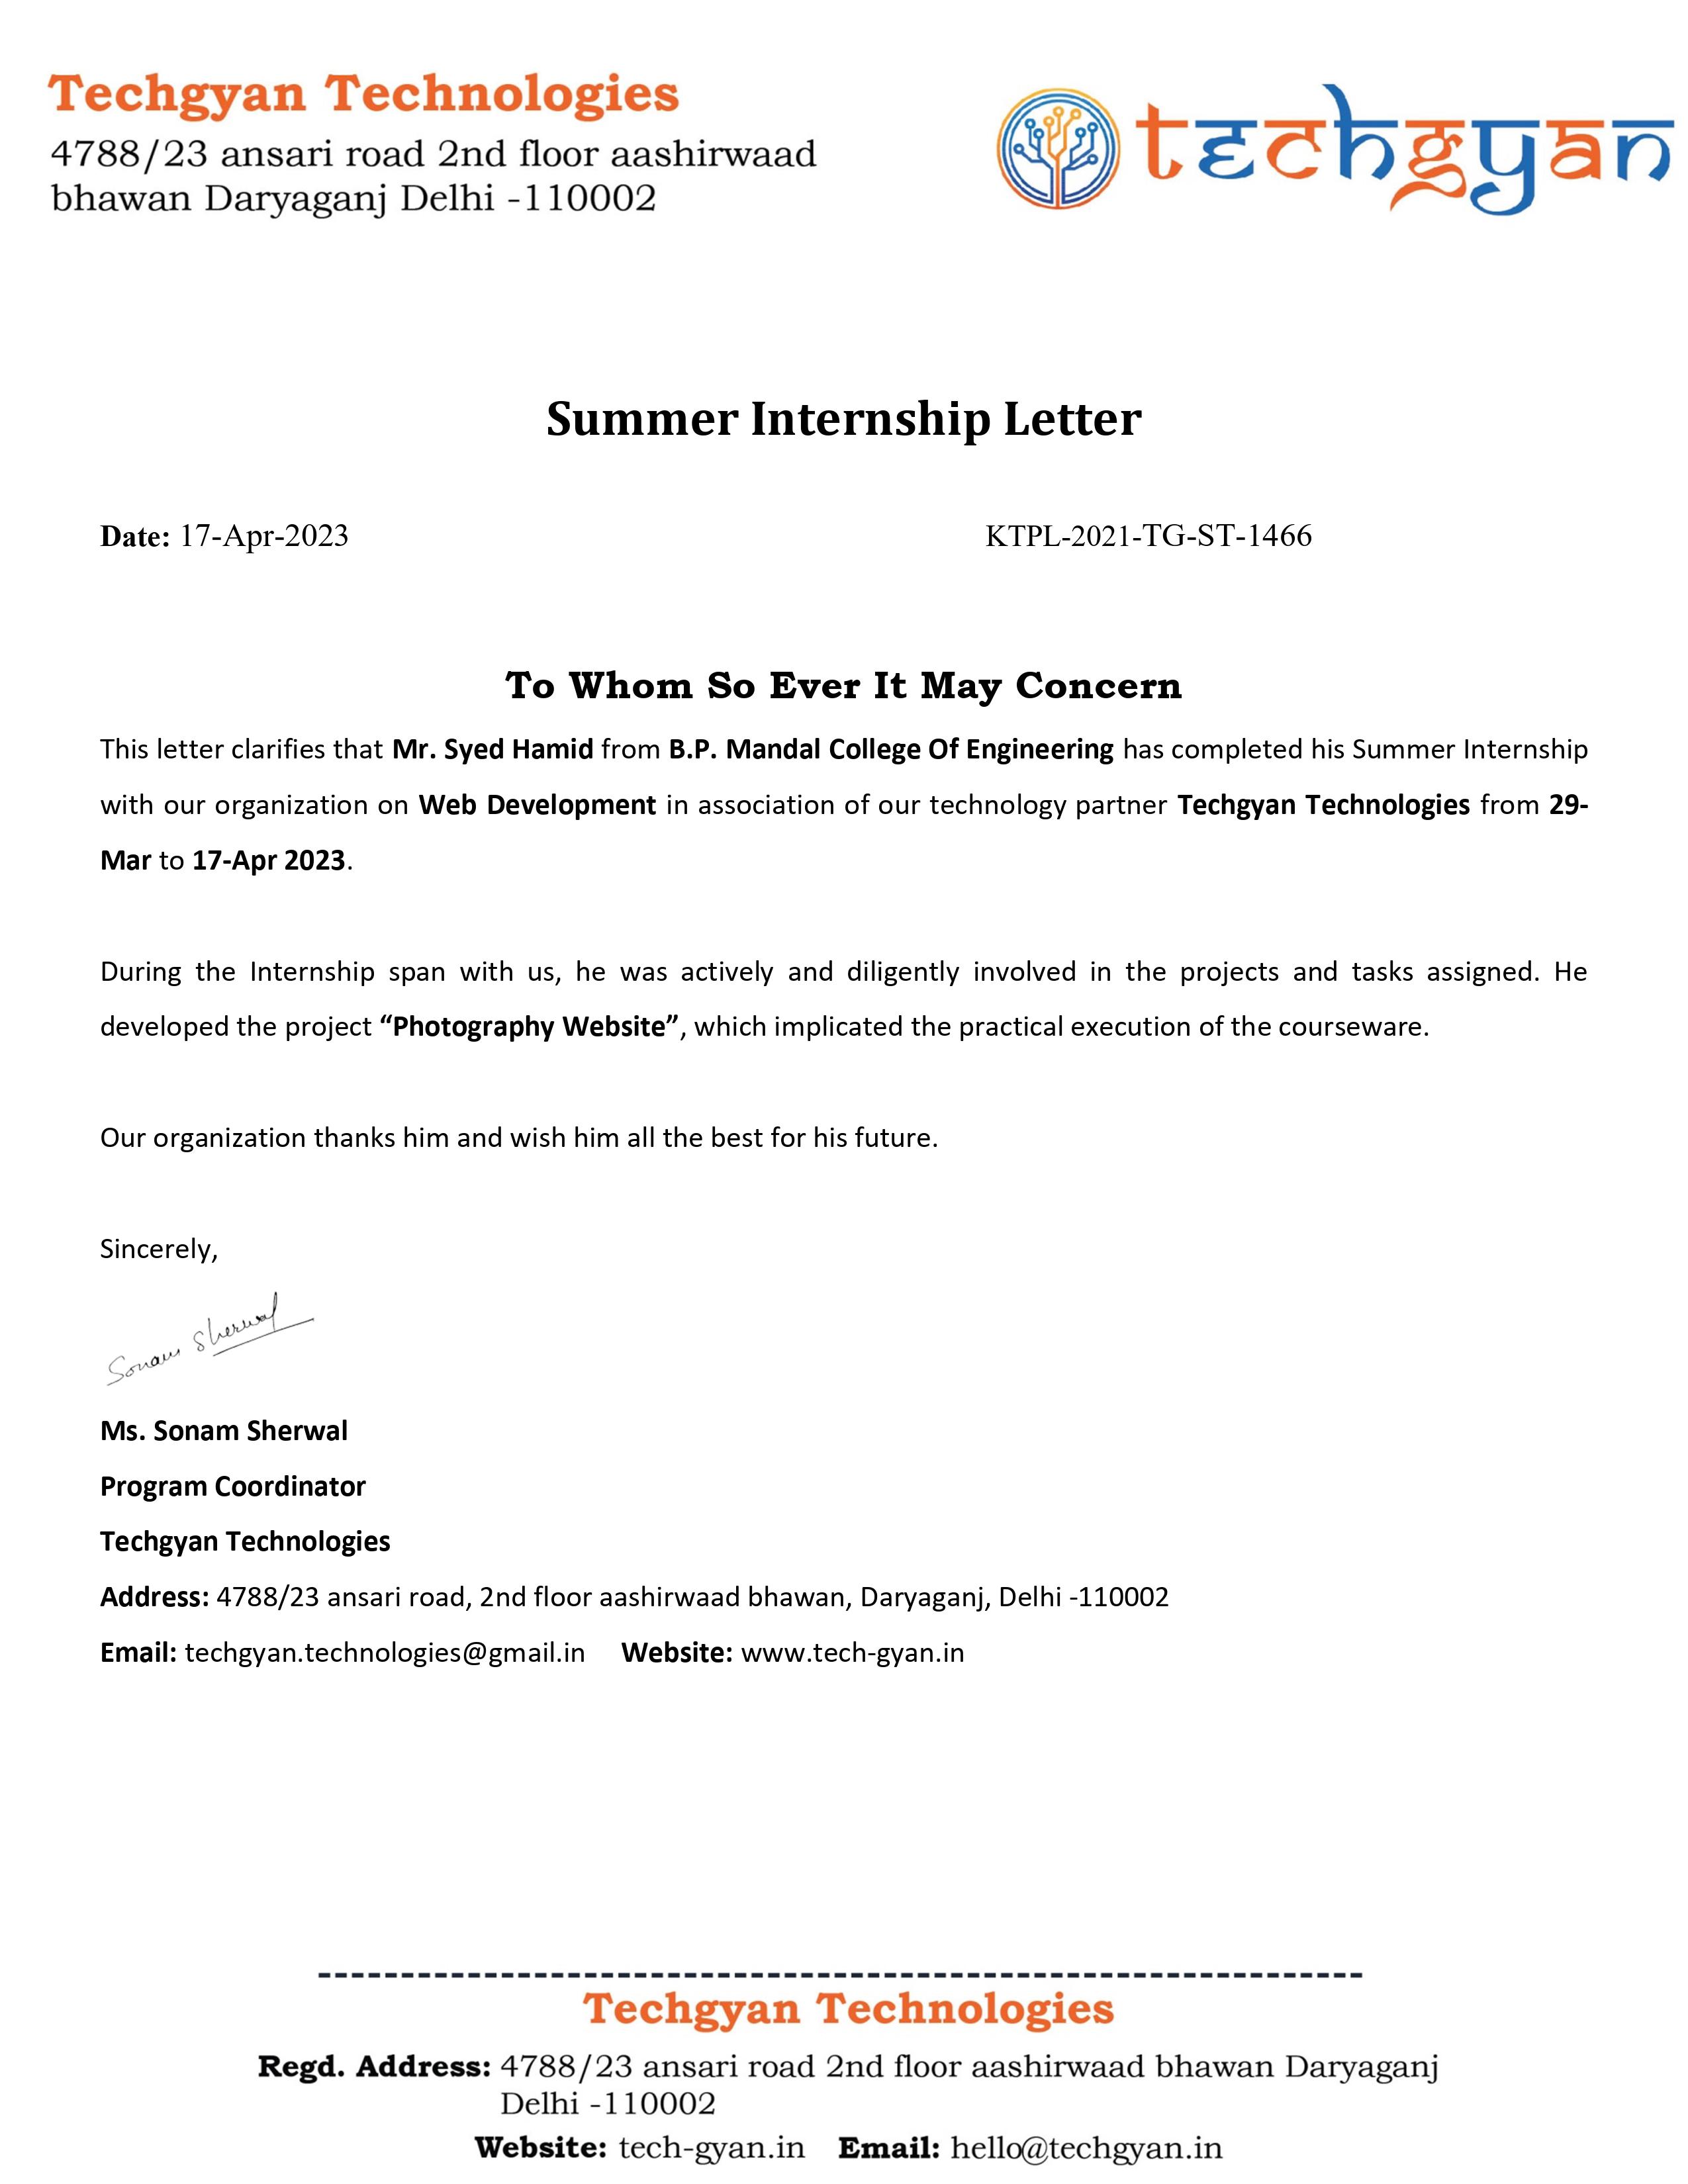 Techgyan Technologies
4788/23 ansari road 2nd floor aashirwaad
bhawan Daryaganj Delhi -110002
techgyan
Summer Internship Letter
Date: 17-Apr-2023 KTPL-2021-TG-ST-1466
To Whom So Ever It May Concern
This letter clarifies that Mr. Syed Hamid from B.P. Mandal College Of Engineering has completed his Summer Internship
with our organization on Web Development in association of our technology partner Techgyan Technologies from 29-
Mar to 17-Apr 2023.
During the Internship span with us, he was actively and diligently involved in the projects and tasks assigned. He
developed the project “Photography Website”, which implicated the practical execution of the courseware.
Our organization thanks him and wish him all the best for his future.
Sincerely,
Sonam Sherwal
Ms. Sonam Sherwal
Program Coordinator
Techgyan Technologies
Address: 4788/23 ansari road, 2nd floor aashirwaad bhawan, Daryaganj, Delhi -110002
Email: techgyan.technologies@gmail.in Website: www.tech-gyan.in
Techgyan Technologies
Regd. Address: 4788/23 ansari road 2nd floor aashirwaad bhawan Daryaganj
Delhi -110002
Website: tech-gyan.in Email: hello@techgyan.in